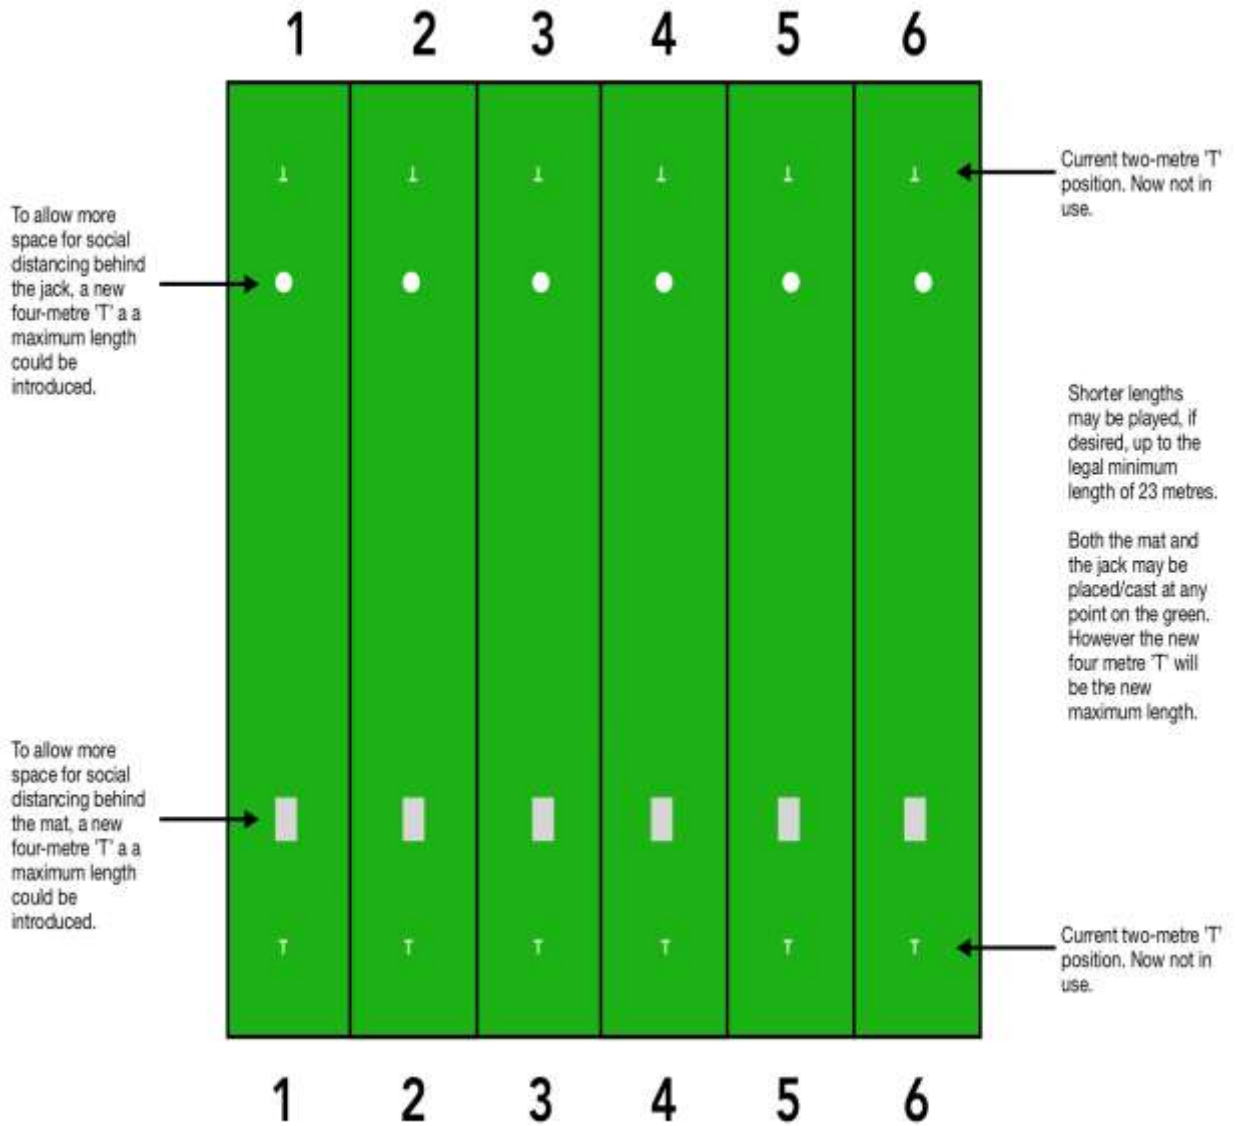 1 2 3 4 5 6
T T T T T T
Current two-metre 'T'
position. Now not in
use.
To allow more
space for social
distancing behind
the jack, a new
four-metre 'T' a a
maximum length
could be
introduced.
Shorter lengths
may be played, if
desired, up to the
legal minimum
length of 23 metres.
Both the mat and
the jack may be
placed/cast at any
point on the green.
However the new
four metre 'T' will
be the new
maximum length.
To allow more
space for social
distancing behind
the mat, a new
four-metre 'T' a a
maximum length
could be
introduced.
T T T T T T
Current two-metre 'T'
position. Now not in
use.
1 2 3 4 5 6